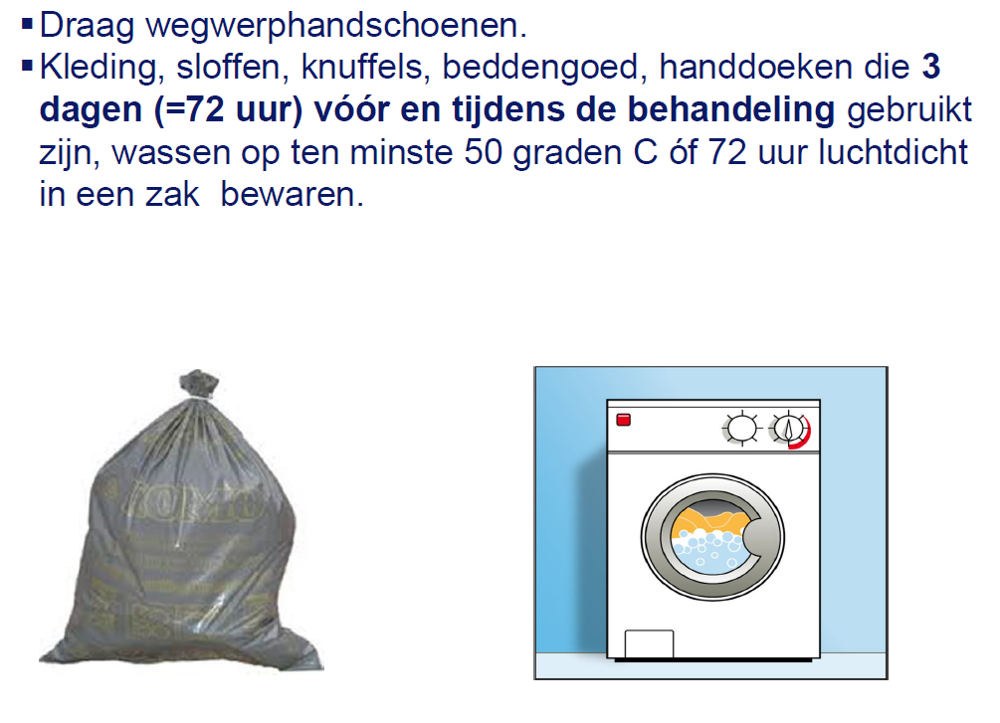 ▪Draag wegwerphandschoenen.
▪Kleding, sloffen, knuffels, beddengoed, handdoeken die 3
dagen (=72 uur) vóór en tijdens de behandeling gebruikt
zijn, wassen op ten minste 50 graden C óf 72 uur luchtdicht
in een zak  bewaren.
KOMO